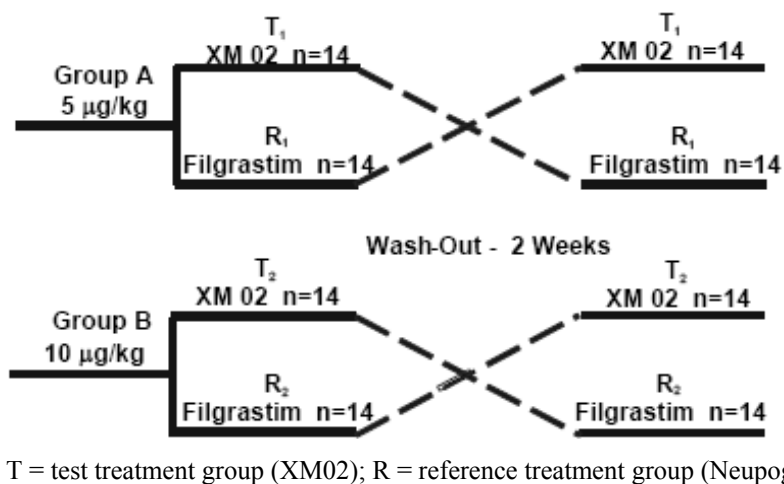 T₁ T₁
XM 02 n=14 XM 02 n=14
Group A
5 μg/kg
R₁ R₁
Filgrastim n=14 Filgrastim n=14
Wash-Out - 2 Weeks
T₂ T₂
XM 02 n=14 XM 02 n=14
Group B
10 μg/kg
R₂ R₂
Filgrastim n=14 Filgrastim n=14
T = test treatment group (XM02); R = reference treatment group (Neupog